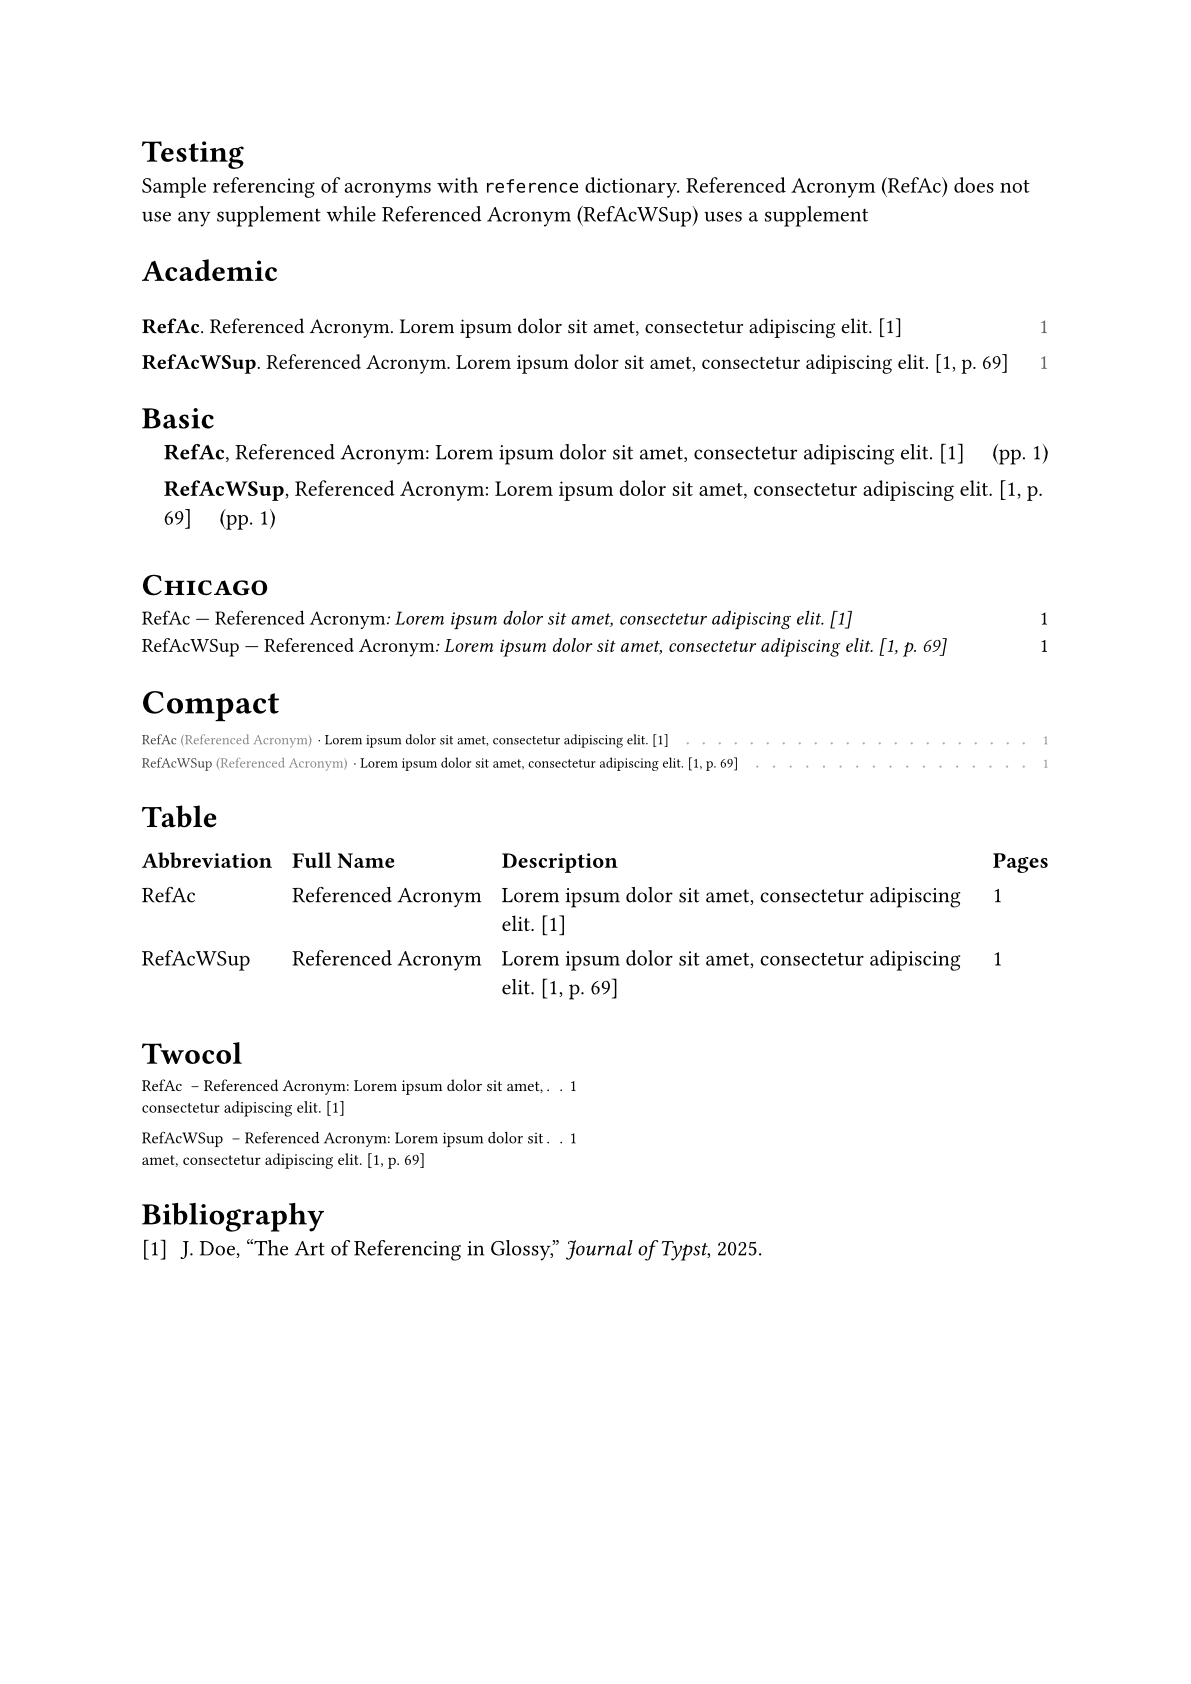 Testing
Sample referencing of acronyms with reference dictionary. Referenced Acronym (RefAc) does not
use any supplement while Referenced Acronym (RefAcWSup) uses a supplement
Academic
RefAc. Referenced Acronym. Lorem ipsum dolor sit amet, consectetur adipiscing elit. [1] 1
RefAcWSup. Referenced Acronym. Lorem ipsum dolor sit amet, consectetur adipiscing elit. [1, p. 69] 1
Basic
RefAc, Referenced Acronym: Lorem ipsum dolor sit amet, consectetur adipiscing elit. [1] (pp. 1)
RefAcWSup, Referenced Acronym: Lorem ipsum dolor sit amet, consectetur adipiscing elit. [1, p.
69] (pp. 1)
Chicago
RefAc — Referenced Acronym: Lorem ipsum dolor sit amet, consectetur adipiscing elit. [1] 1
RefAcWSup — Referenced Acronym: Lorem ipsum dolor sit amet, consectetur adipiscing elit. [1, p. 69] 1
Compact
RefAc (Referenced Acronym) · Lorem ipsum dolor sit amet, consectetur adipiscing elit. [1] . . . . . . . . . . . . . . . . . . . . . . 1
RefAcWSup (Referenced Acronym) · Lorem ipsum dolor sit amet, consectetur adipiscing elit. [1, p. 69] . . . . . . . . . . . . . . . . . 1
Table
Abbreviation Full Name Description Pages
RefAc Referenced Acronym Lorem ipsum dolor sit amet, consectetur adipiscing 1
elit. [1]
RefAcWSup Referenced Acronym Lorem ipsum dolor sit amet, consectetur adipiscing 1
elit. [1, p. 69]
Twocol
RefAc – Referenced Acronym: Lorem ipsum dolor sit amet, . . 1
consectetur adipiscing elit. [1]
RefAcWSup – Referenced Acronym: Lorem ipsum dolor sit . . 1
amet, consectetur adipiscing elit. [1, p. 69]
Bibliography
[1] J. Doe, “The Art of Referencing in Glossy,” Journal of Typst, 2025.